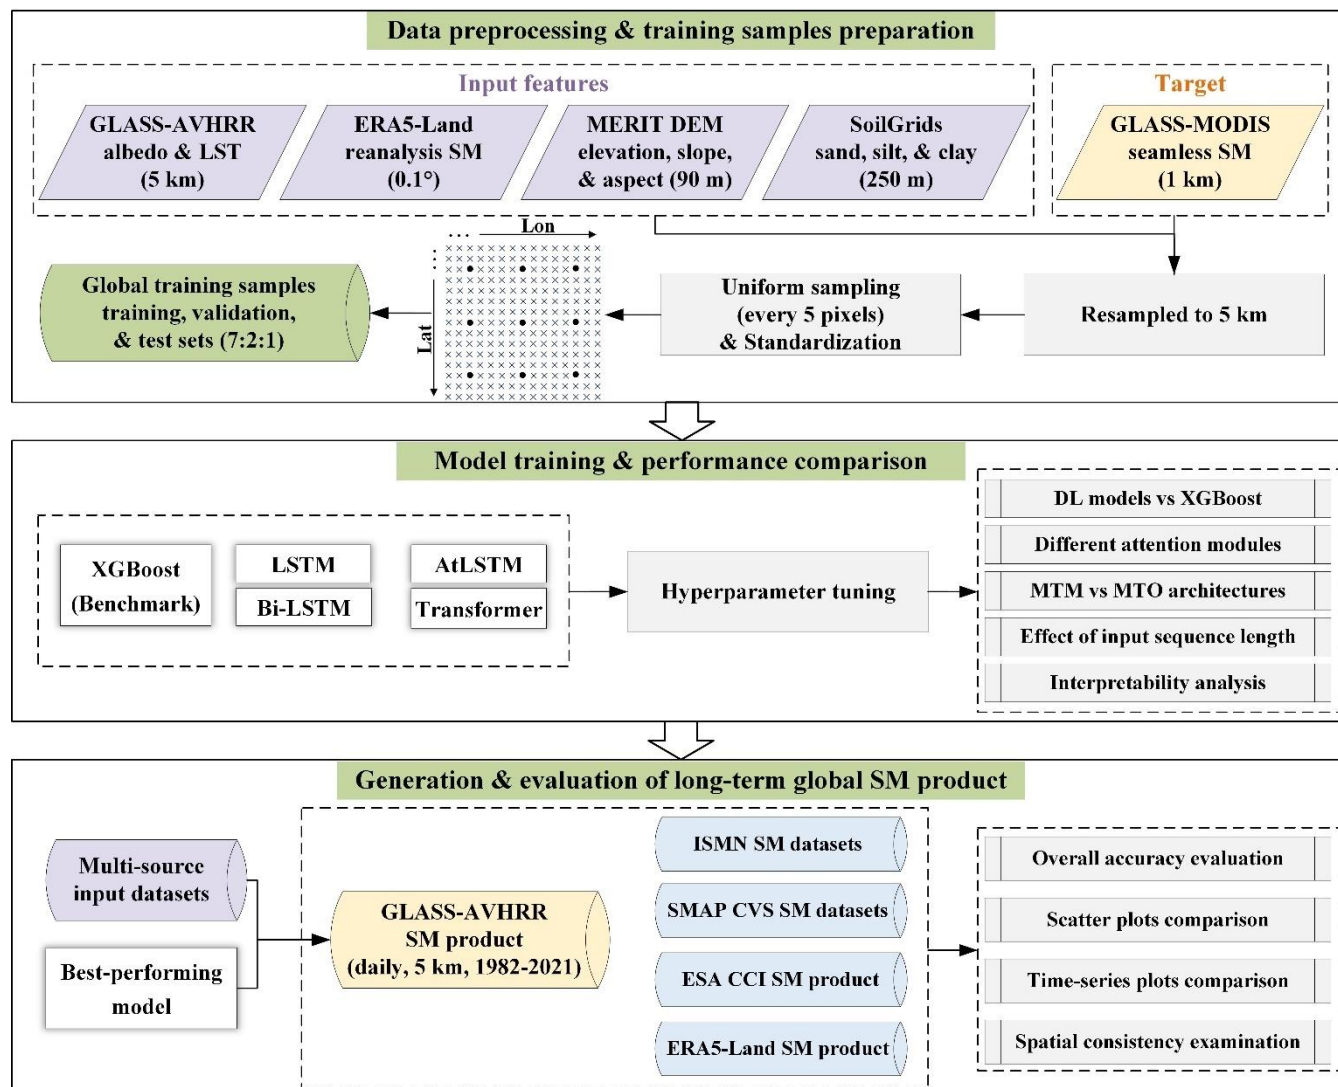 Data preprocessing & training samples preparation
Input features
Target
GLASS-AVHRR
albedo & LST
(5 km)
ERA5-Land
reanalysis SM
(0.1°)
MERIT DEM
elevation, slope,
& aspect (90 m)
SoilGrids
sand, silt, & clay
(250 m)
GLASS-MODIS
seamless SM
(1 km)
Global training samples
training, validation,
& test sets (7:2:1)
... Lon
...
Lat
Uniform sampling
(every 5 pixels)
& Standardization
Resampled to 5 km
Model training & performance comparison
XGBoost
(Benchmark)
LSTM
Bi-LSTM
AtLSTM
Transformer
Hyperparameter tuning
DL models vs XGBoost
Different attention modules
MTM vs MTO architectures
Effect of input sequence length
Interpretability analysis
Generation & evaluation of long-term global SM product
Multi-source
input datasets
Best-performing
model
GLASS-AVHRR
SM product
(daily, 5 km, 1982-2021)
ISMN SM datasets
SMAP CVS SM datasets
ESA CCI SM product
ERA5-Land SM product
Overall accuracy evaluation
Scatter plots comparison
Time-series plots comparison
Spatial consistency examination